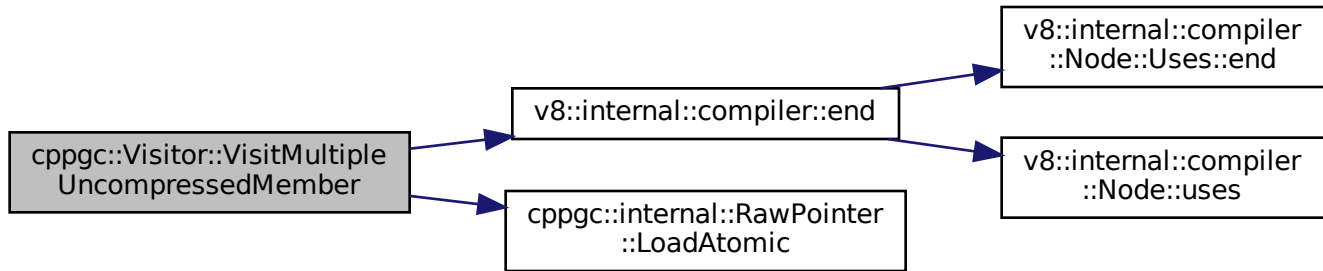 cppgc::Visitor::VisitMultiple
UncompressedMember
v8::internal::compiler::end
cppgc::internal::RawPointer
::LoadAtomic
v8::internal::compiler
::Node::Uses::end
v8::internal::compiler
::Node::uses